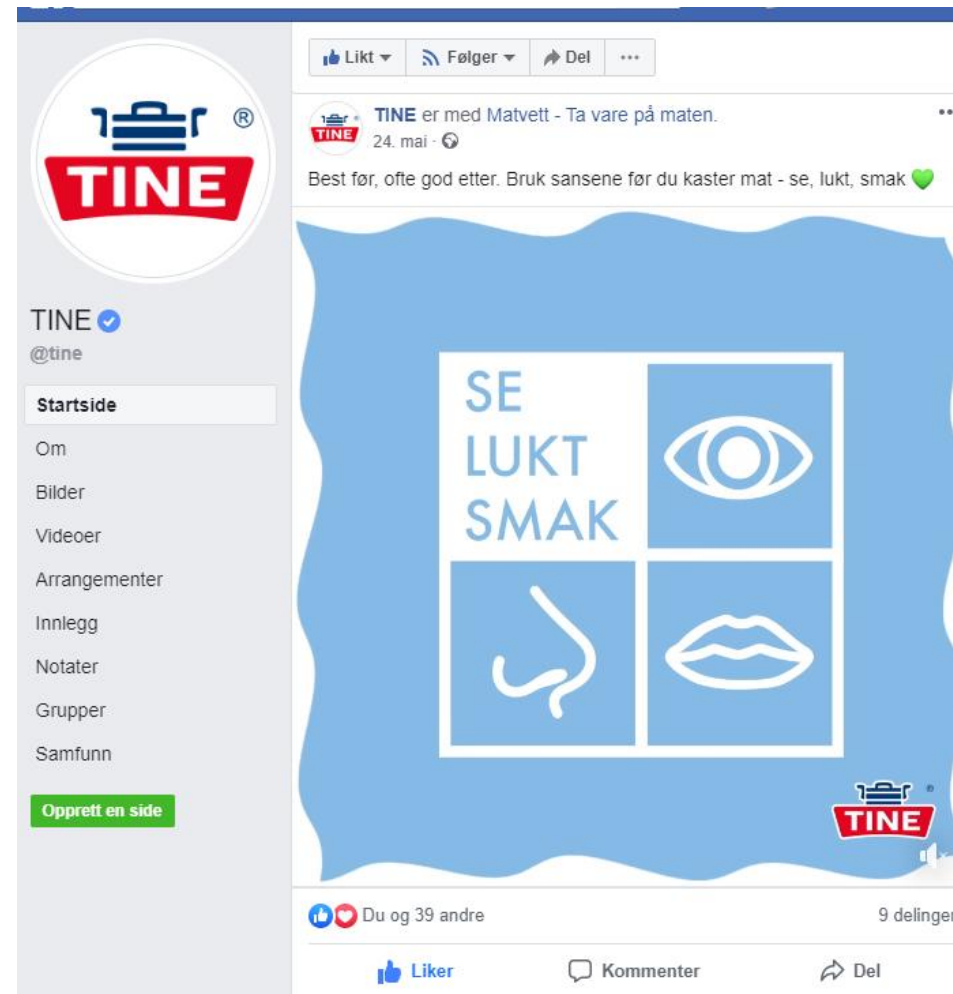 TINE
®
TINE
@tine
Startside
Om
Bilder
Videoer
Arrangementer
Innlegg
Notater
Grupper
Samfunn
Opprett en side
Likt
Følger
Del
TINE
TINE er med Matvett - Ta vare på maten.
24. mai ·
Best før, ofte god etter. Bruk sansene før du kaster mat - se, lukt, smak
SE
LUKT
SMAK
TINE
®
Du og 39 andre
9 delinger
Liker
Kommenter
Del